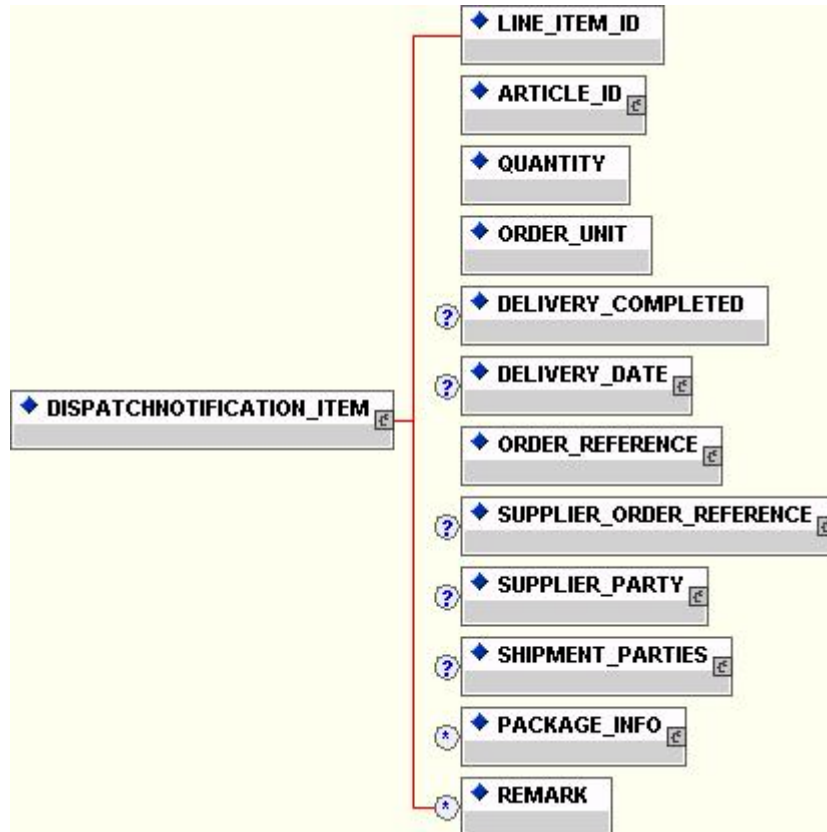 LINE_ITEM_ID
ARTICLE_ID
QUANTITY
ORDER_UNIT
? DELIVERY_COMPLETED
? DELIVERY_DATE
DISPATCHNOTIFICATION_ITEM
ORDER_REFERENCE
? SUPPLIER_ORDER_REFERENCE
? SUPPLIER_PARTY
? SHIPMENT_PARTIES
* PACKAGE_INFO
* REMARK